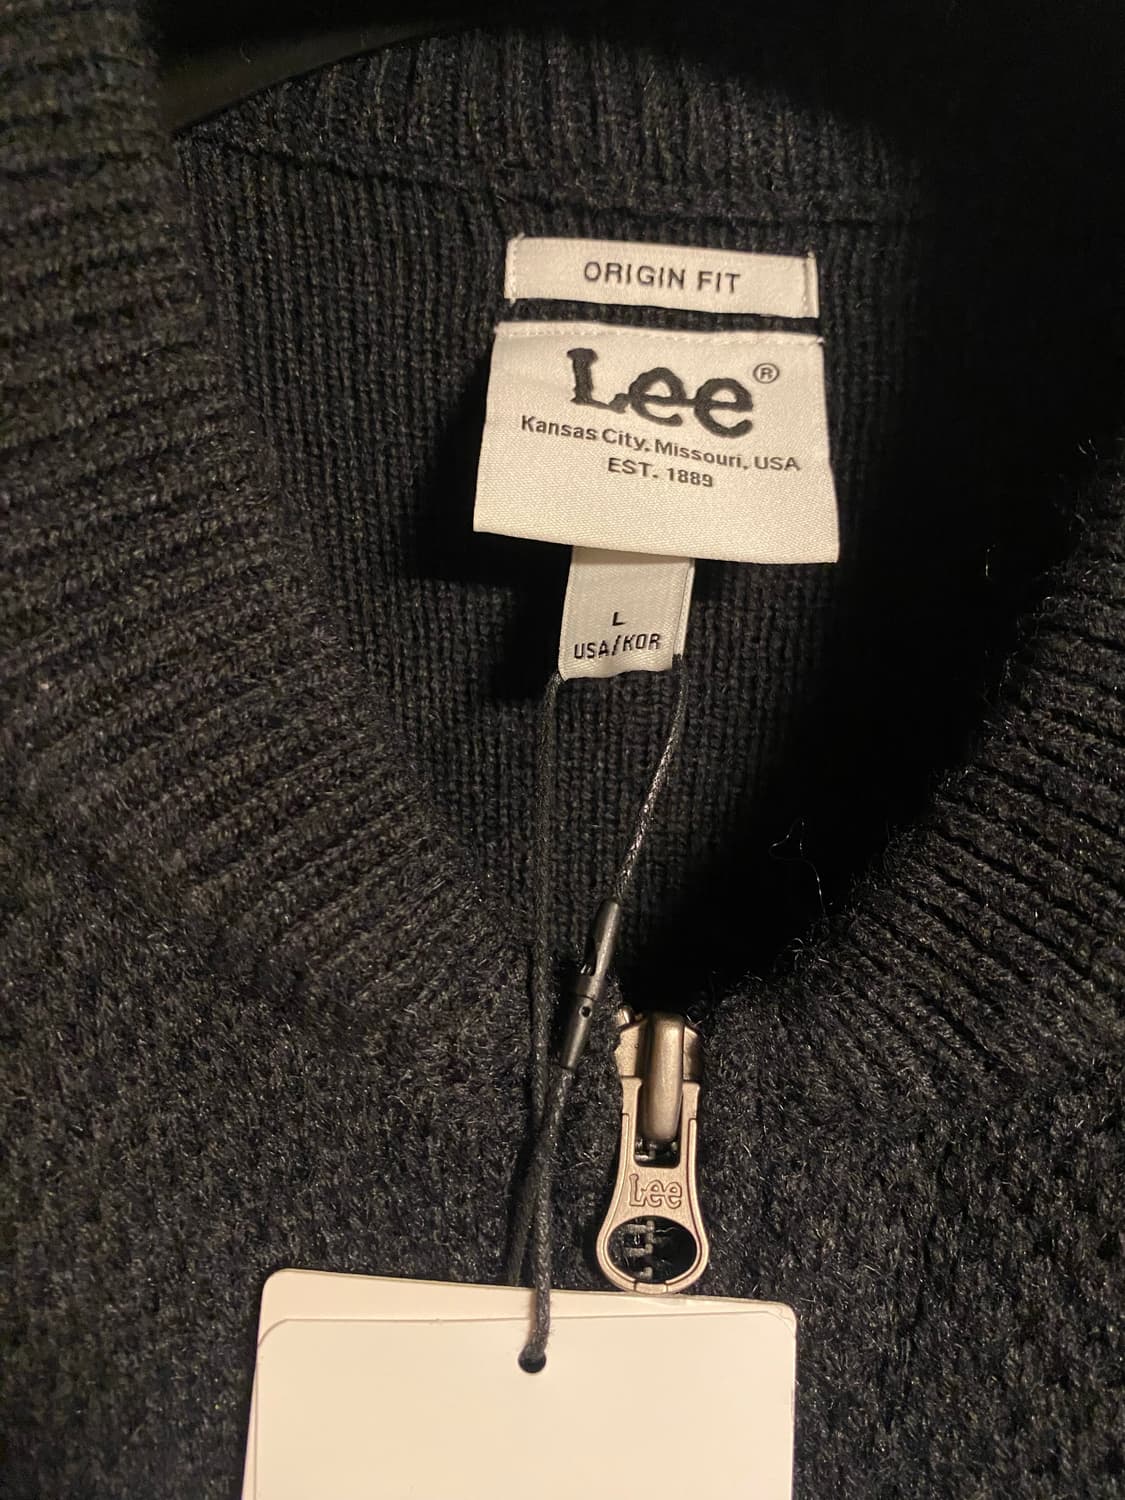 ORIGIN FIT
Lee®
Kansas City, Missouri, USA
EST. 1889
L
USA/KOR
Lee